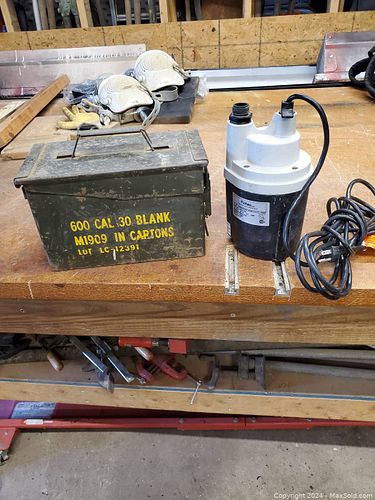 600 CAL .30 BLANK
M1909 IN CARTONS
LOT LC-12391
Copyright 2024 - MaxSold.com